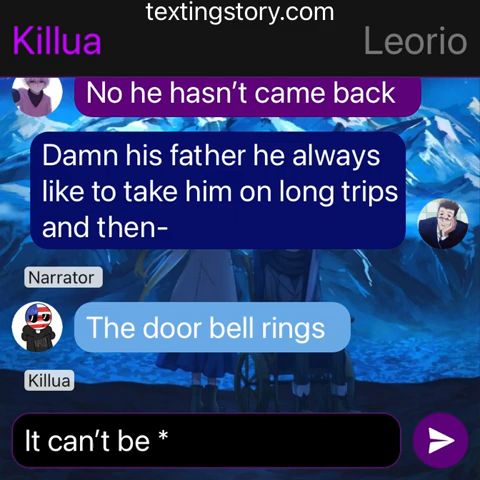 textingstory.com
Killua
Leorio
No he hasn't came back
Damn his father he always
like to take him on long trips
and then-
Narrator
The door bell rings
Killua
It can't be *